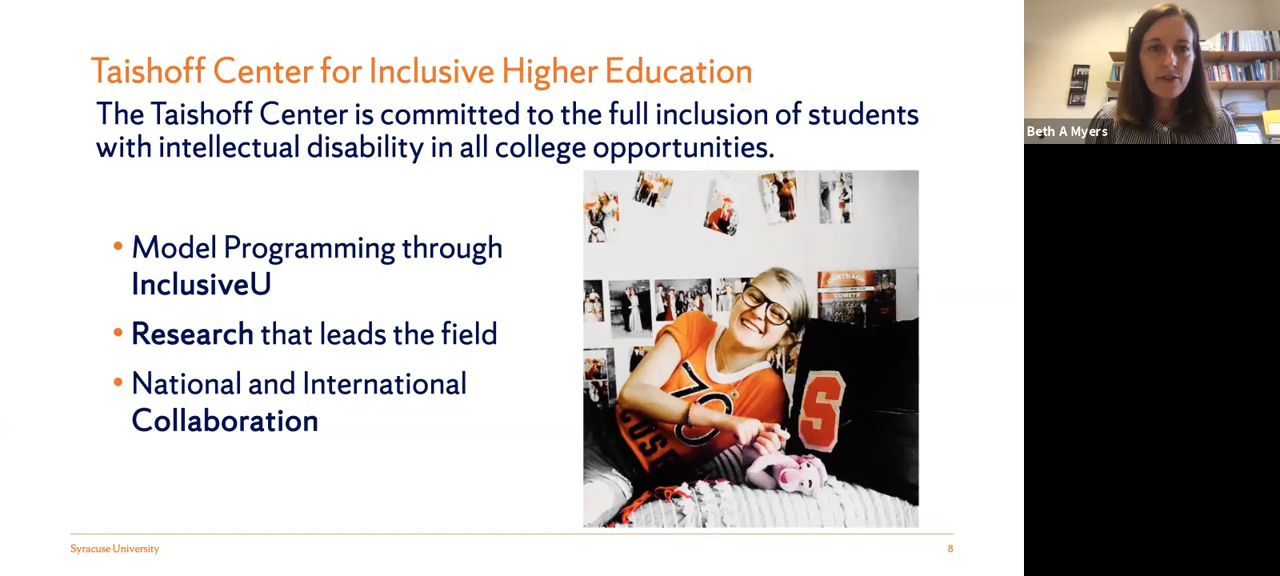 Taishoff Center for Inclusive Higher Education
The Taishoff Center is committed to the full inclusion of students
with intellectual disability in all college opportunities.
• Model Programming through
InclusiveU
• Research that leads the field
• National and International
Collaboration
COMETS
S
Syracuse University
8
Beth A Myers